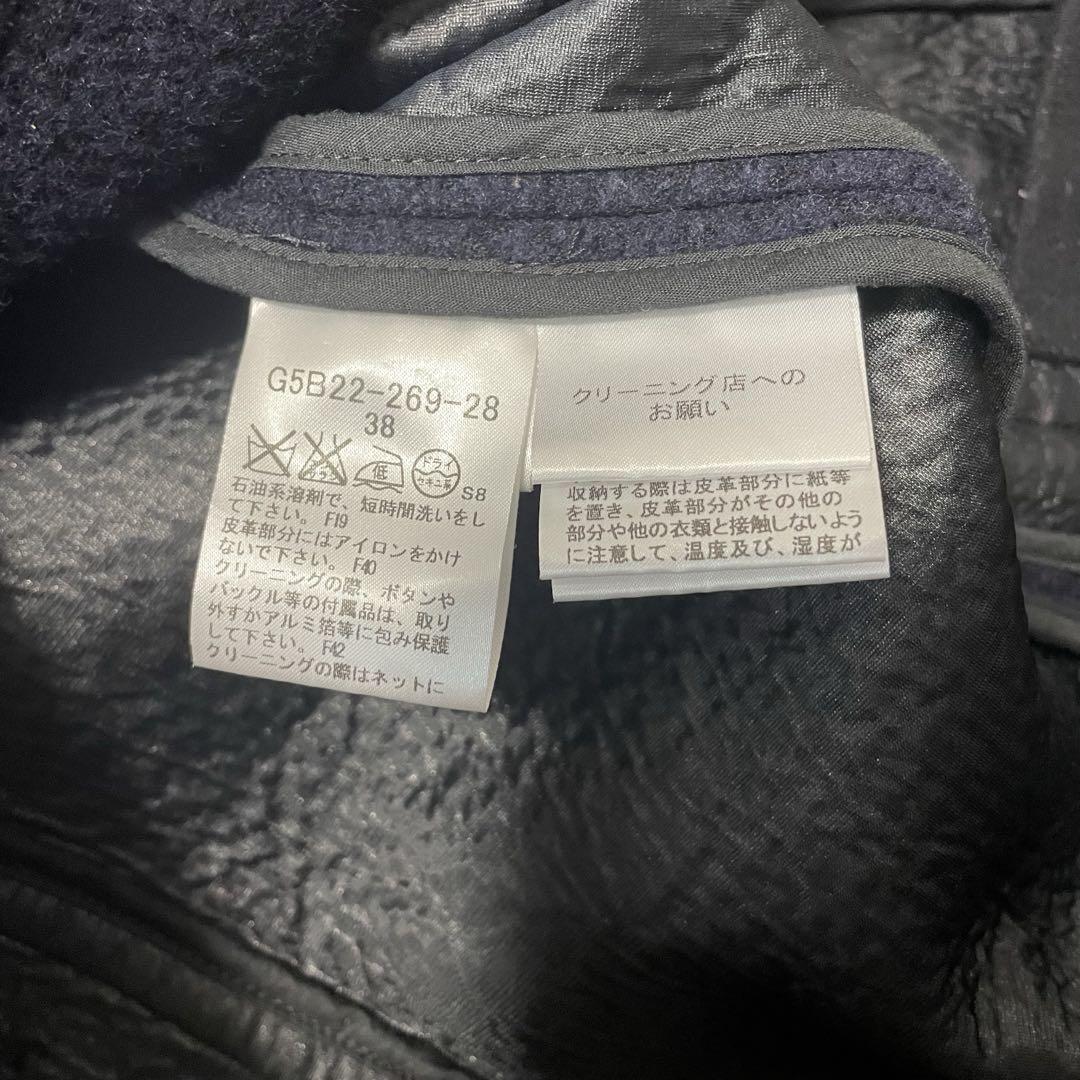 G5B22-269-28
38
低
ドライ
セキユ系
S8
石油系溶剤で、短時間洗いをし
て下さい。F19
皮革部分にはアイロンをかけ
ないで下さい。F40
クリーニングの際、ボタンや
バックル等の付属品は、取り
外すかアルミ箔等に包み保護
して下さい。F42
クリーニングの際はネットに
クリーニング店への
お願い
収納する際は皮革部分に紙等
を置き、皮革部分がその他の
部分や他の衣類と接触しないよう
に注意して、温度及び、湿度が